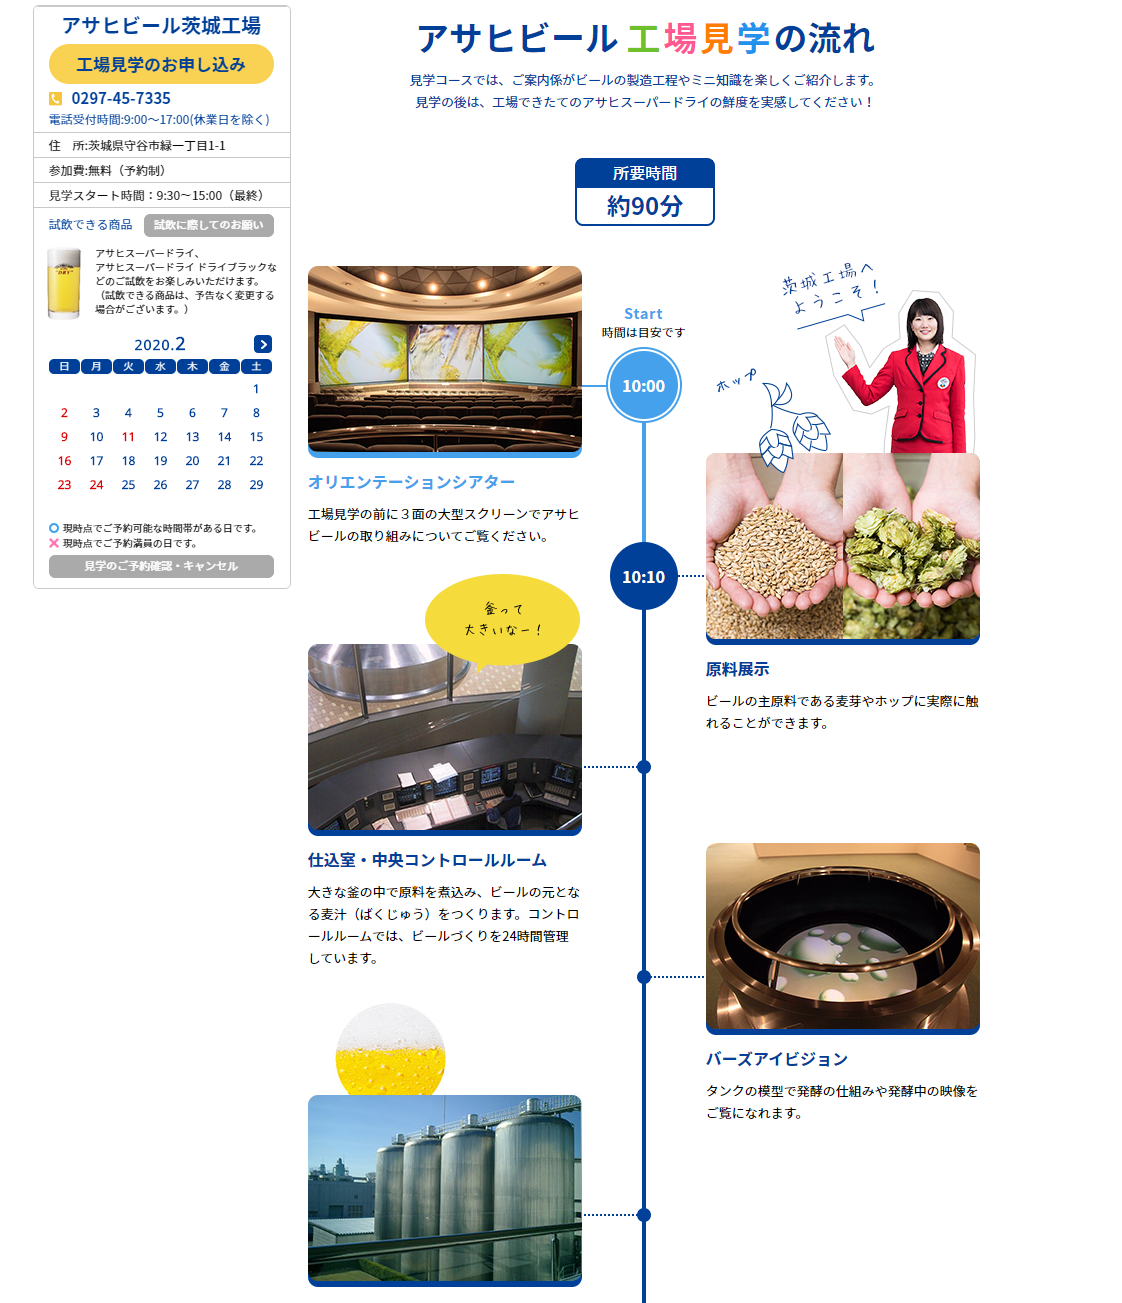 アサヒビール茨城工場
工場見学のお申し込み
0297-45-7335
電話受付時間:9:00～17:00(休業日を除く)
住　所:茨城県守谷市緑一丁目1-1
参加費:無料（予約制）
見学スタート時間：9:30～15:00（最終）
試飲できる商品 試飲に際してのお願い
アサヒスーパードライ、
アサヒスーパードライ ドライブラックな
どのご試飲をお楽しみいただけます。
（試飲できる商品は、予告なく変更する
場合がございます。）
2020.2
日 月 火 水 木 金 土
1
2 3 4 5 6 7 8
9 10 11 12 13 14 15
16 17 18 19 20 21 22
23 24 25 26 27 28 29
現時点でご予約可能な時間帯がある日です。
現時点でご予約満員の日です。
見学のご予約確認・キャンセル
アサヒビール 工場見学の流れ
見学コースでは、ご案内係がビールの製造工程やミニ知識を楽しくご紹介します。
見学の後は、工場できたてのアサヒスーパードライの鮮度を実感してください！
所要時間
約90分
茨城工場へ
ようこそ！
Start
時間は目安です
10:00
ホップ
オリエンテーションシアター
工場見学の前に３面の大型スクリーンでアサヒ
ビールの取り組みについてご覧ください。
10:10
原料展示
ビールの主原料である麦芽やホップに実際に触
れることができます。
釜って
大きいなー！
仕込室・中央コントロールルーム
大きな釜の中で原料を煮込み、ビールの元とな
る麦汁（ばくじゅう）をつくります。コントロ
ールルームでは、ビールづくりを24時間管理
しています。
バーズアイビジョン
タンクの模型で発酵の仕組みや発酵中の映像を
ご覧になれます。